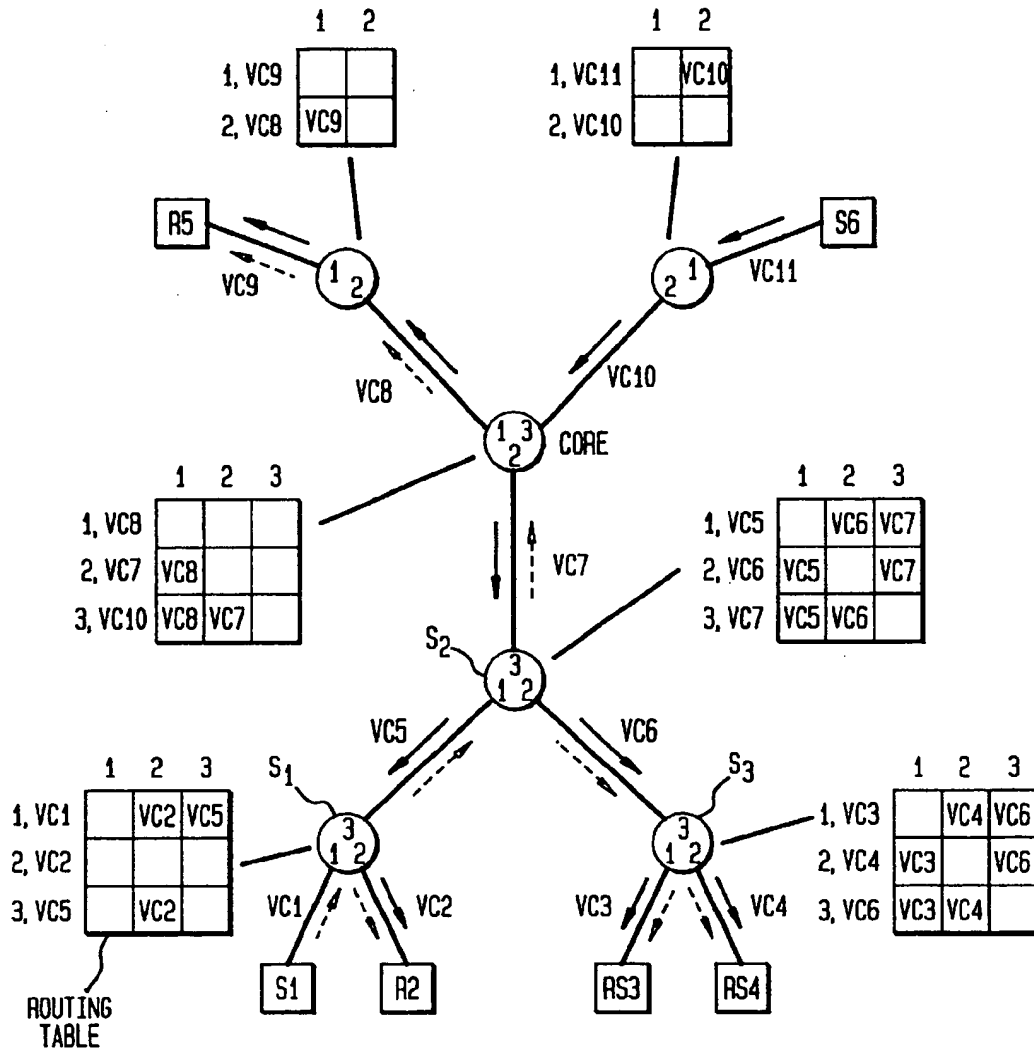 1 2
1, VC9
2, VC8 VC9
1 2
1, VC11 VC10
2, VC10
R5
S6
VC9
1 2
2 1
VC11
VC8
VC10
1 3
2
CORE
1 2 3
1, VC8
2, VC7 VC8
3, VC10 VC8 VC7
VC7
1 2 3
1, VC5 VC6 VC7
2, VC6 VC5 VC7
3, VC7 VC5 VC6
S2
3
1 2
VC5
VC6
1 2 3
1, VC1 VC2 VC5
2, VC2
3, VC5 VC2
S1
3
1 2
S3
3
1 2
1 2 3
1, VC3 VC4 VC6
2, VC4 VC3 VC6
3, VC6 VC3 VC4
VC1
VC2
VC3
VC4
S1
R2
RS3
RS4
ROUTING
TABLE